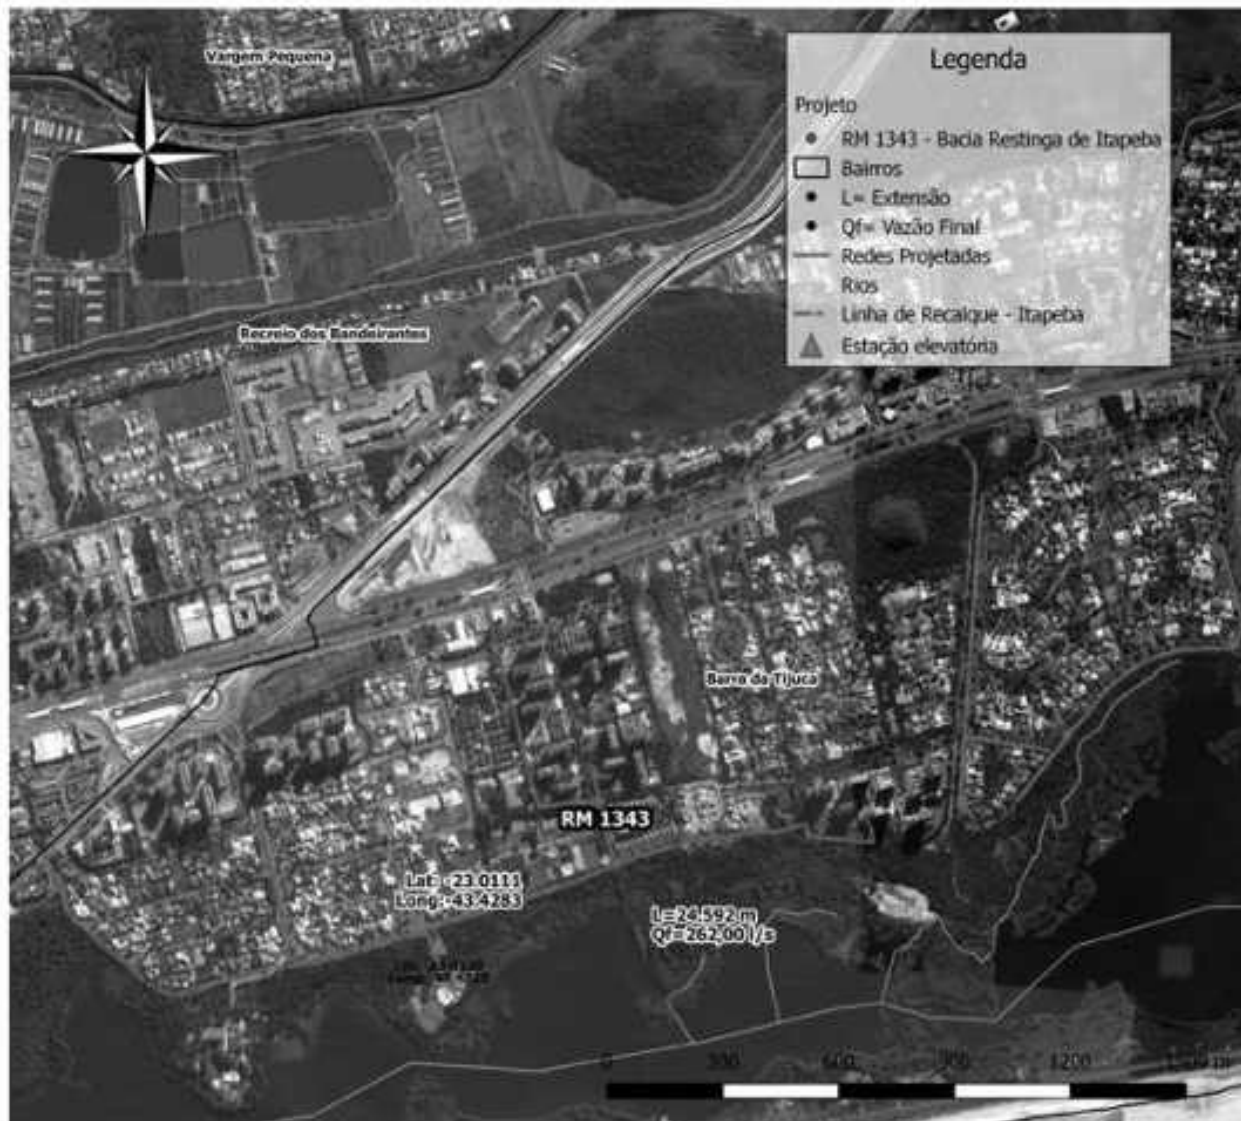 Vargem Pequena
Legenda
Projeto
RM 1343 - Bacia Restinga de Itapeba
Bairros
L= Extensão
Qf= Vazão Final
Redes Projetadas
Rios
Linha de Recalque - Itapeba
Estação elevatória
Recreio dos Bandeirantes
Barra da Tijuca
RM 1343
Lat: -23.0111
Long:-43.4283
L=24.592 m
Qf=262,00 l/s
0 300 600 900 1200